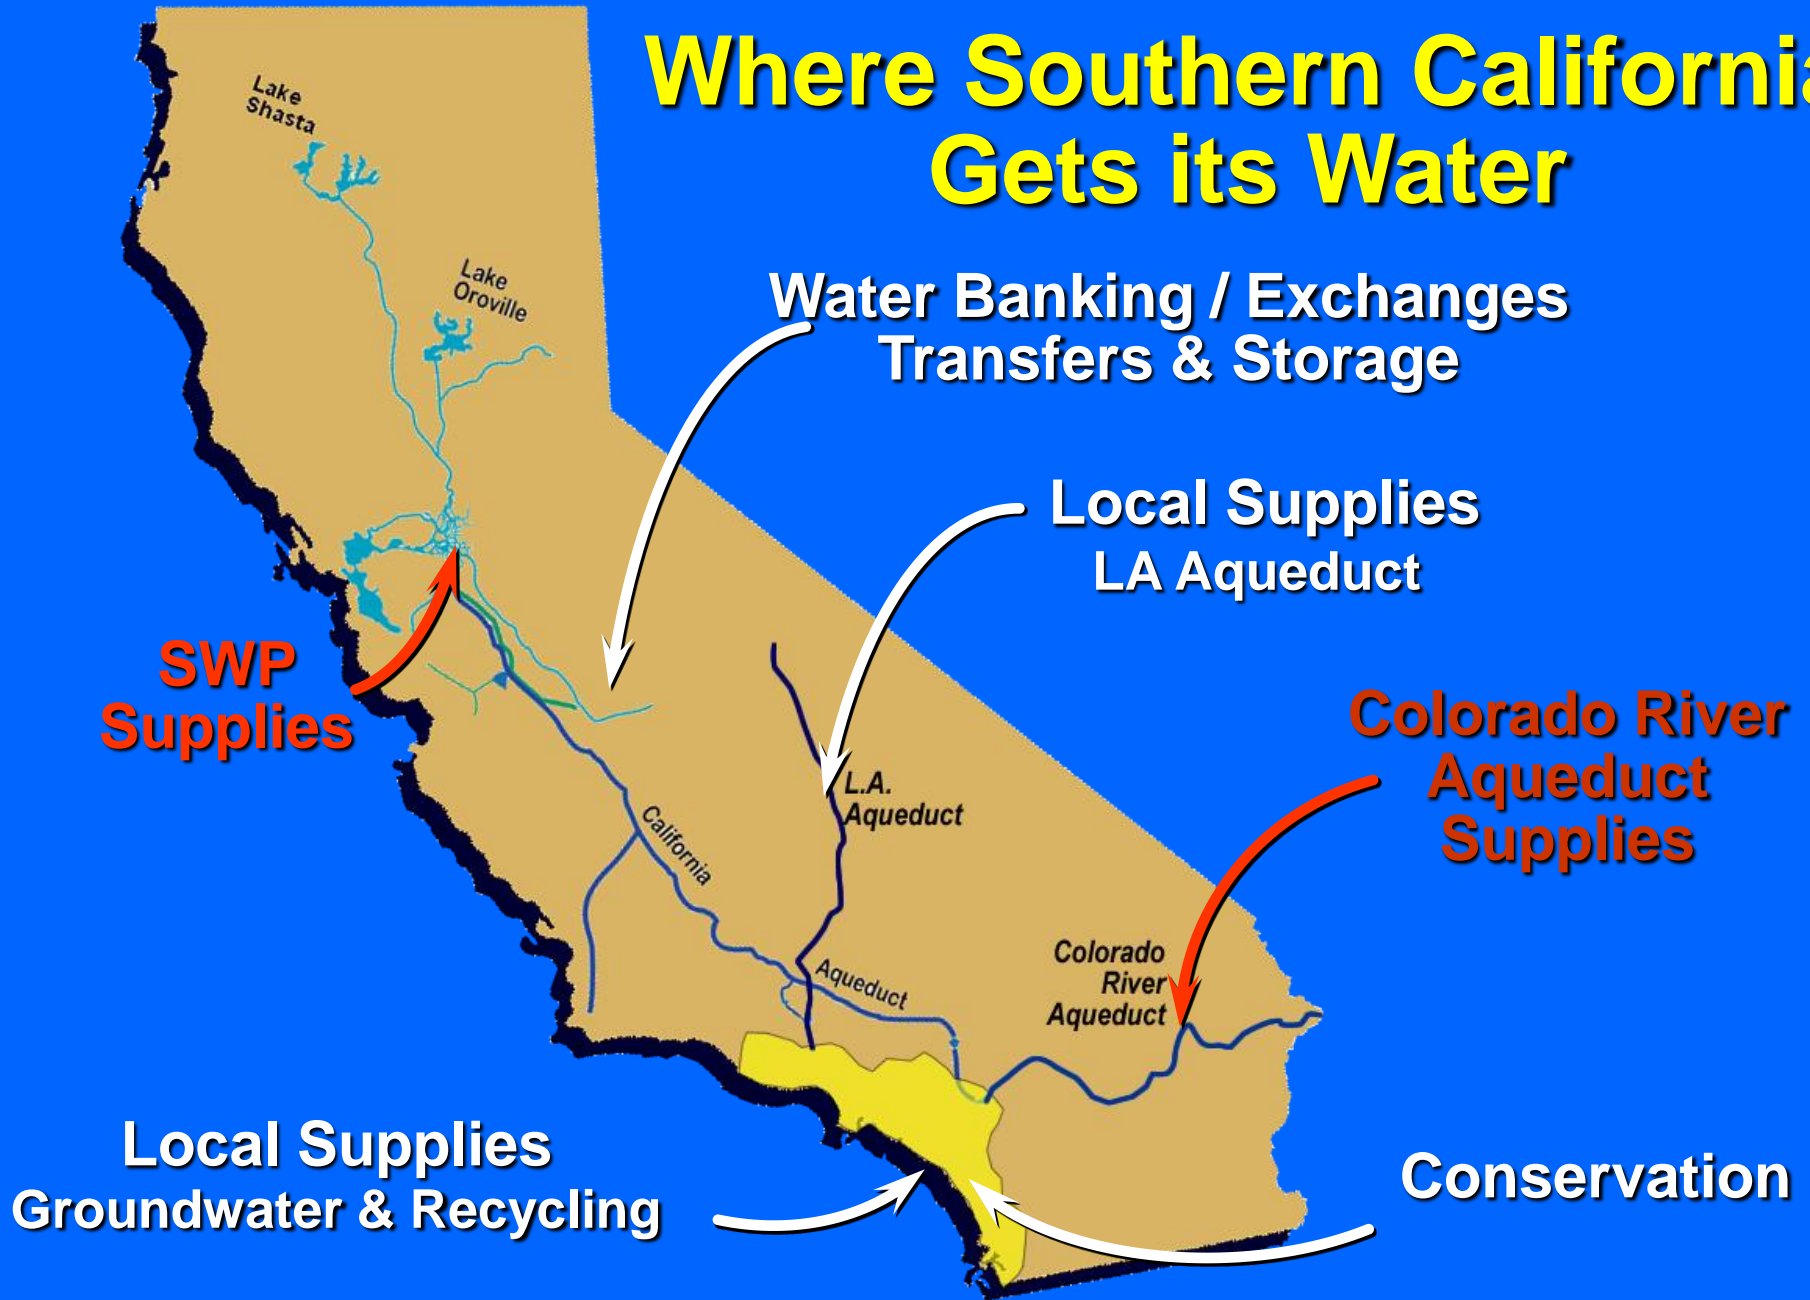 Where Southern California
Gets its Water
Lake
Shasta
Lake
Oroville
Water Banking / Exchanges
Transfers & Storage
Local Supplies
LA Aqueduct
SWP
Supplies
Colorado River
Aqueduct
Supplies
L.A.
Aqueduct
California
Aqueduct
Colorado
River
Aqueduct
Local Supplies
Groundwater & Recycling
Conservation